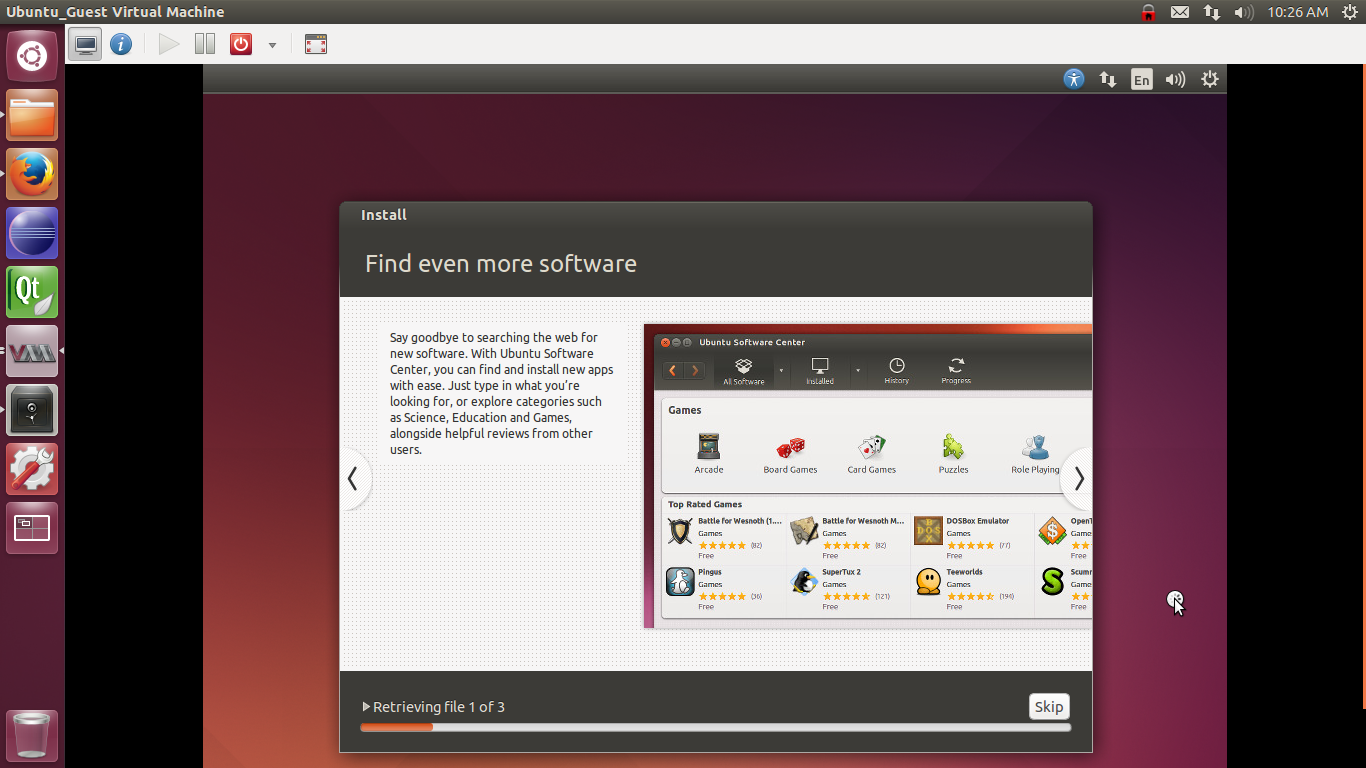 Ubuntu_Guest Virtual Machine
10:26 AM
En
Install
Find even more software
Say goodbye to searching the web for
new software. With Ubuntu Software
Center, you can find and install new apps
with ease. Just type in what you're
looking for, or explore categories such
as Science, Education and Games,
alongside helpful reviews from other
users.
Ubuntu Software Center
All Software
Installed
History
Progress
Games
Arcade
Board Games
Card Games
Puzzles
Role Playing
Top Rated Games
Battle for Wesnoth (1....
Games
(82)
Free
Battle for Wesnoth M...
Games
(82)
Free
DOSBox Emulator
Games
(77)
Free
OpenT
Games
Free
Pingus
Games
(36)
Free
SuperTux 2
Games
(121)
Free
Teeworlds
Games
(194)
Free
Scumm
Games
Free
Retrieving file 1 of 3
Skip
Qt